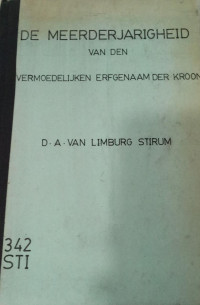 DE MEERDERJARIGHEID
VAN DEN
VERMOEDELIJKEN ERFGENAAM DER KROON
D·A·VAN LIMBURG STIRUM
342
STI